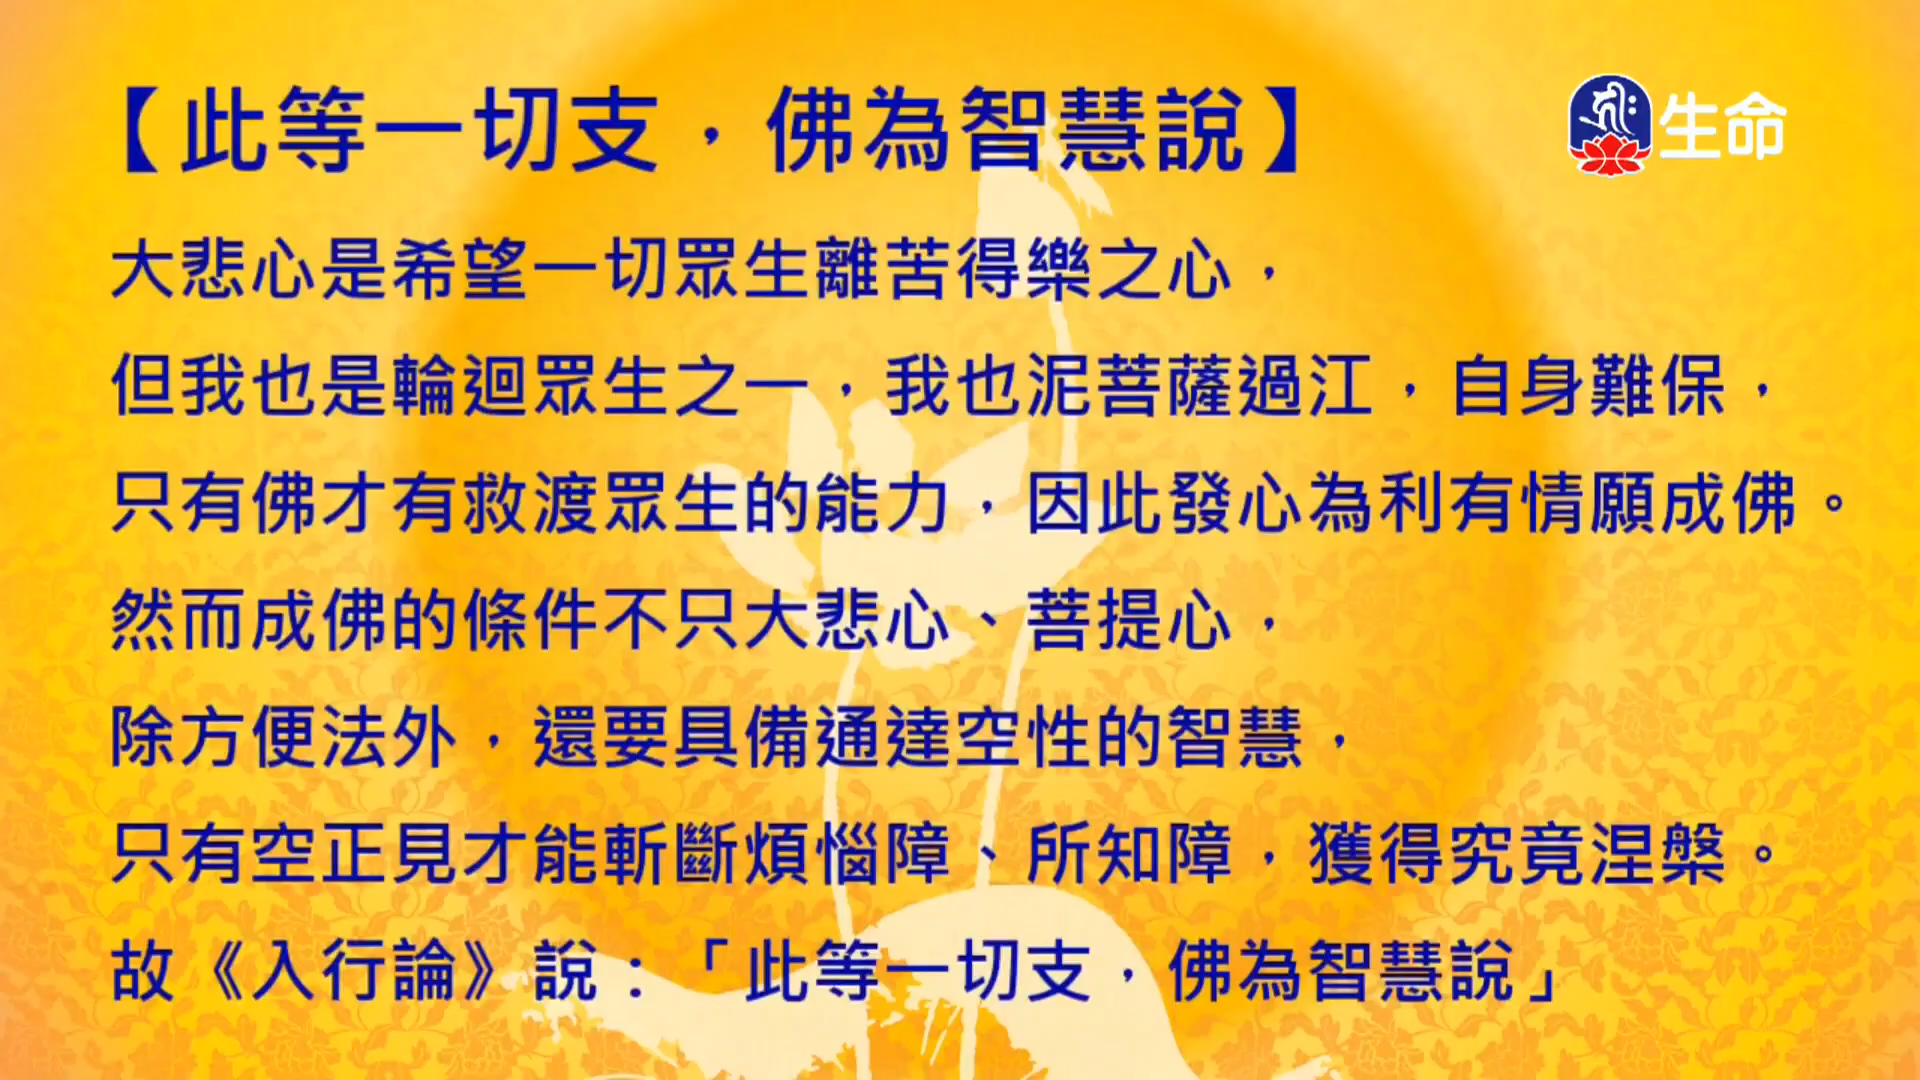 【此等一切支，佛為智慧說】
生命
大悲心是希望一切眾生離苦得樂之心，
但我也是輪迴眾生之一，我也泥菩薩過江，自身難保，
只有佛才有救渡眾生的能力，因此發心為利有情願成佛。
然而成佛的條件不只大悲心、菩提心，
除方便法外，還要具備通達空性的智慧，
只有空正見才能斬斷煩惱障、所知障，獲得究竟涅槃。
故《入行論》說：「此等一切支，佛為智慧說」